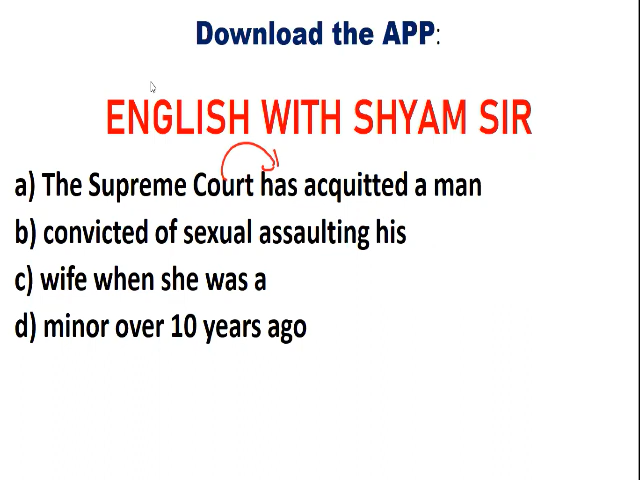 Download the APP:
ENGLISH WITH SHYAM SIR
a) The Supreme Court has acquitted a man
b) convicted of sexual assaulting his
c) wife when she was a
d) minor over 10 years ago